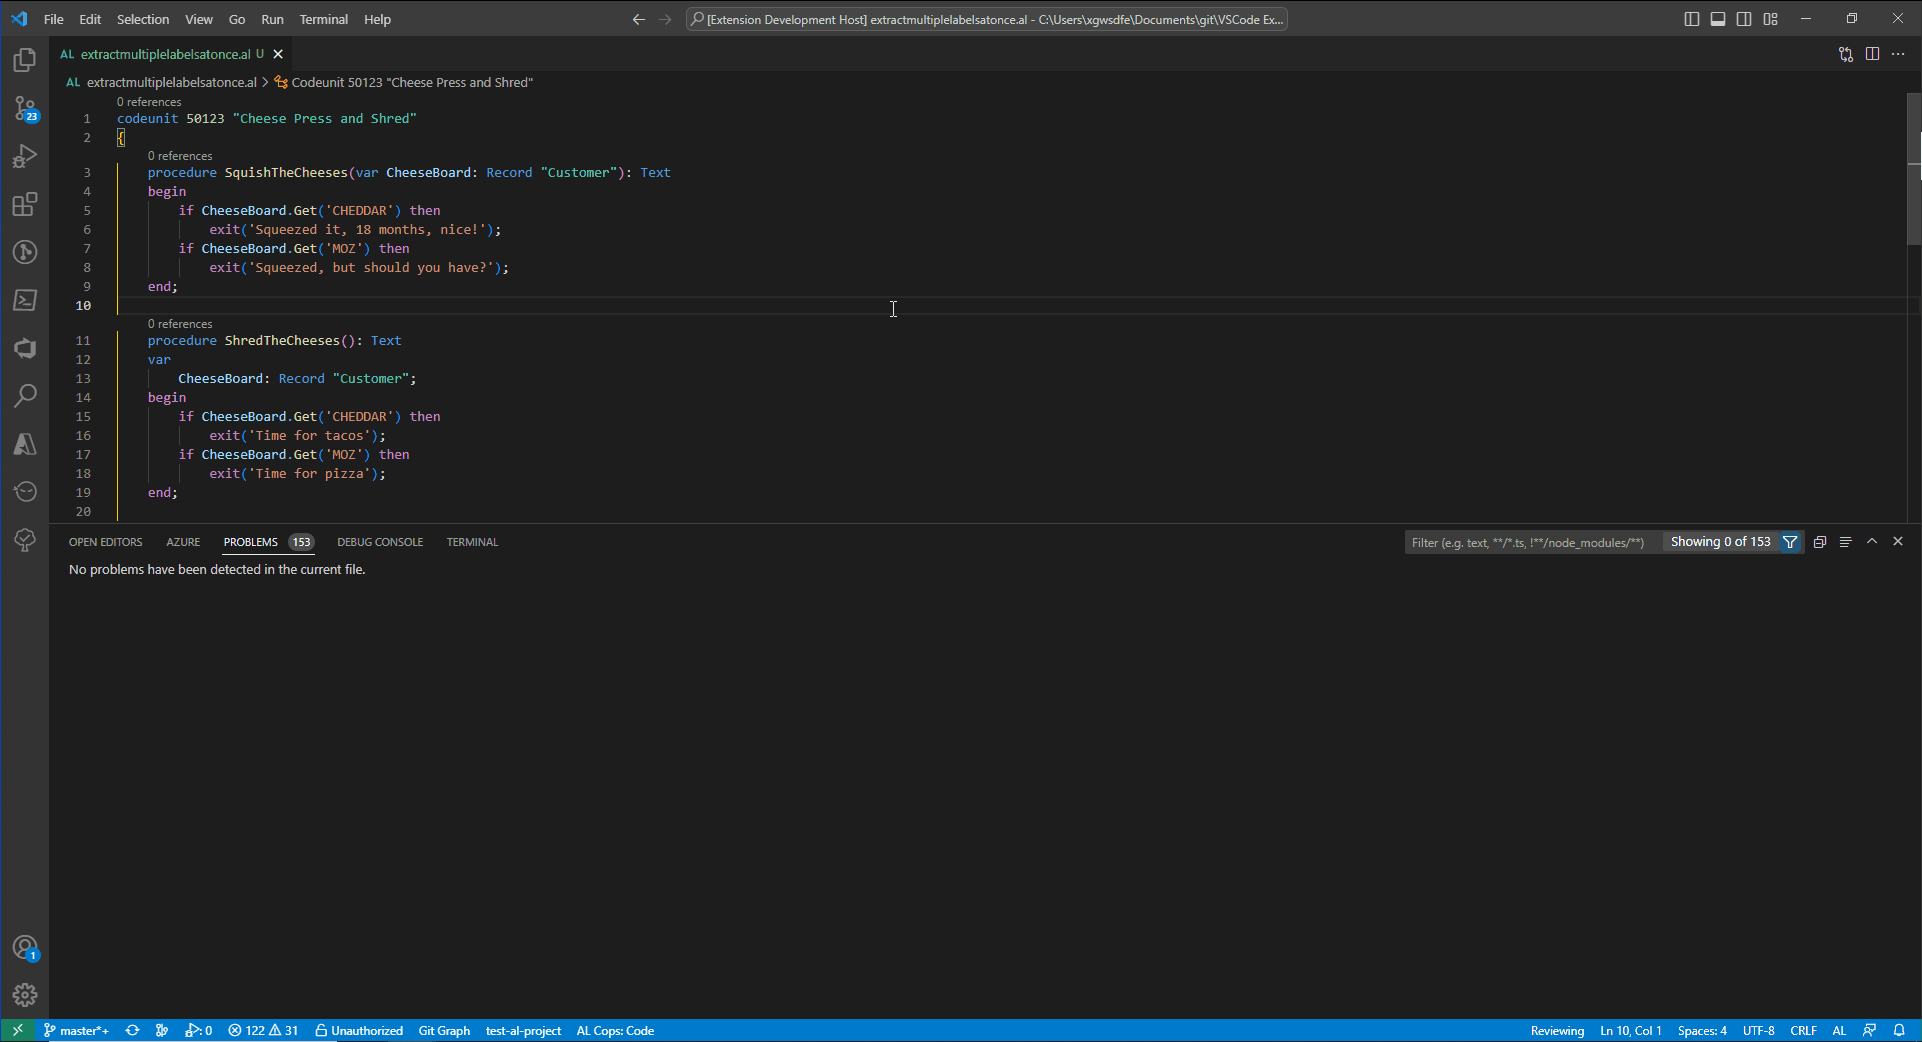 File Edit Selection View Go Run Terminal Help
[Extension Development Host] extractmultiplelabelsatonce.al - C:\Users\xgwsdfe\Documents\git\VSCode Ex...
AL extractmultiplelabelsatonce.al U
AL extractmultiplelabelsatonce.al > Codeunit 50123 "Cheese Press and Shred"
23
0 references
1 codeunit 50123 "Cheese Press and Shred"
2 {
0 references
3 procedure SquishTheCheeses(var CheeseBoard: Record "Customer"): Text
4 begin
5 if CheeseBoard.Get('CHEDDAR') then
6 exit('Squeezed it, 18 months, nice!');
7 if CheeseBoard.Get('MOZ') then
8 exit('Squeezed, but should you have?');
9 end;
10
0 references
11 procedure ShredTheCheeses(): Text
12 var
13 CheeseBoard: Record "Customer";
14 begin
15 if CheeseBoard.Get('CHEDDAR') then
16 exit('Time for tacos');
17 if CheeseBoard.Get('MOZ') then
18 exit('Time for pizza');
19 end;
20
OPEN EDITORS AZURE PROBLEMS 153 DEBUG CONSOLE TERMINAL
Filter (e.g. text, **/*.ts, !**/node_modules/**) Showing 0 of 153
No problems have been detected in the current file.
1
master*+ 0 122 31 Unauthorized Git Graph test-al-project AL Cops: Code
Reviewing Ln 10, Col 1 Spaces: 4 UTF-8 CRLF AL